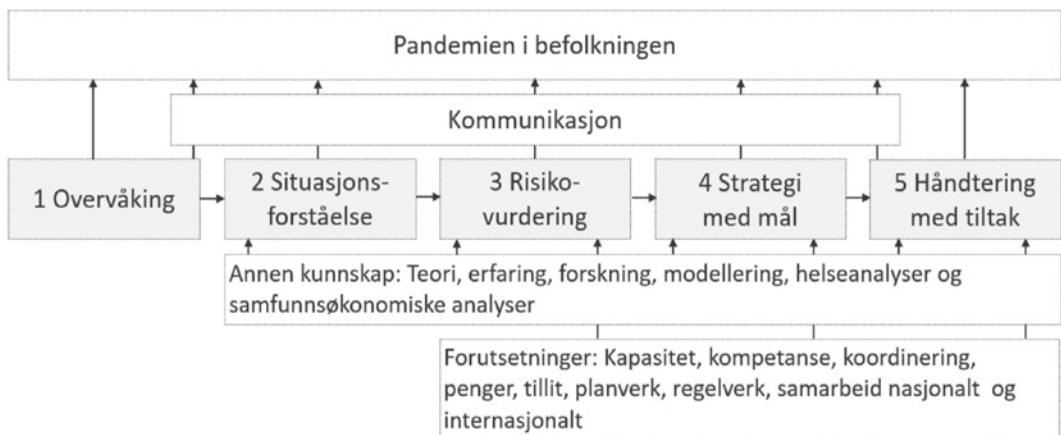 Pandemien i befolkningen
Kommunikasjon
1 Overvåking
2 Situasjons-
forståelse
3 Risiko-
vurdering
4 Strategi
med mål
5 Håndtering
med tiltak
Annen kunnskap: Teori, erfaring, forskning, modellering, helseanalyser og
samfunnsøkonomiske analyser
Forutsetninger: Kapasitet, kompetanse, koordinering,
penger, tillit, planverk, regelverk, samarbeid nasjonalt og
internasjonalt